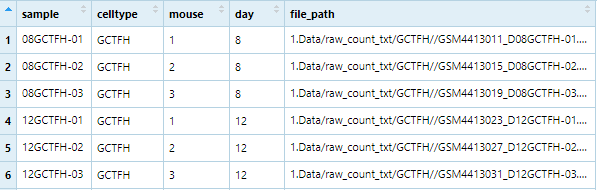 sample celltype mouse day file_path
1 08GCTFH-01 GCTFH 1 8 1.Data/raw_count_txt/GCTFH//GSM4413011_D08GCTFH-01....
2 08GCTFH-02 GCTFH 2 8 1.Data/raw_count_txt/GCTFH//GSM4413015_D08GCTFH-02....
3 08GCTFH-03 GCTFH 3 8 1.Data/raw_count_txt/GCTFH//GSM4413019_D08GCTFH-03....
4 12GCTFH-01 GCTFH 1 12 1.Data/raw_count_txt/GCTFH//GSM4413023_D12GCTFH-01....
5 12GCTFH-02 GCTFH 2 12 1.Data/raw_count_txt/GCTFH//GSM4413027_D12GCTFH-02....
6 12GCTFH-03 GCTFH 3 12 1.Data/raw_count_txt/GCTFH//GSM4413031_D12GCTFH-03....